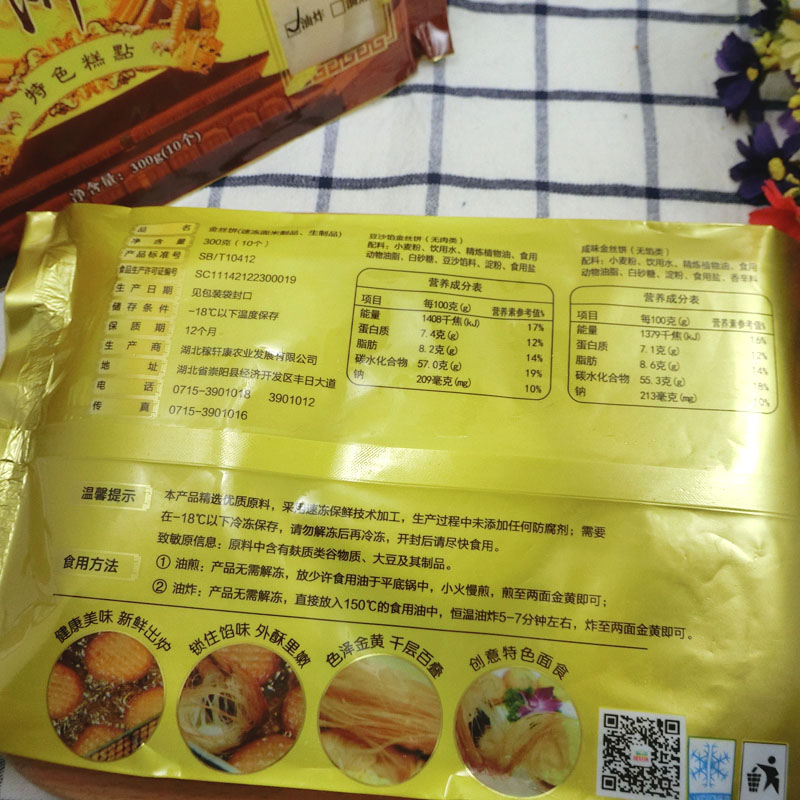 油炸
特色糕點
净含量：300g(10个)
品名 金丝饼(速冻面米制品、生制品)
净含量 300克（10个）
产品标准号 SB/T10412
食品生产许可证编号 SC11142122300019
生产日期 见包装袋封口
储存条件 -18℃以下温度保存
保质期 12个月
生产商 湖北稼轩康农业发展有限公司
地址 湖北省崇阳县经济开发区丰日大道
电话 0715-3901018 3901012
传真 0715-3901016
豆沙馅金丝饼（无肉类）
配料：小麦粉、饮用水、精炼植物油、食用
动物油脂、白砂糖、豆沙馅料、淀粉、食用盐
营养成分表
项目 每100克(g) 营养素参考值%
能量 1408千焦(kJ) 17%
蛋白质 7.4克(g) 12%
脂肪 8.2克(g) 14%
碳水化合物 57.0克(g) 19%
钠 209毫克(mg) 10%
咸味金丝饼（无馅类）
配料：小麦粉、饮用水、精炼植物油、食用
动物油脂、白砂糖、淀粉、食用盐、香辛料
营养成分表
项目 每100克(g) 营养素参考值%
能量 1379千焦(kJ) 16%
蛋白质 7.1克(g) 12%
脂肪 8.6克(g) 14%
碳水化合物 55.3克(g) 18%
钠 213毫克(mg) 10%
温馨提示
本产品精选优质原料，采用速冻保鲜技术加工，生产过程中未添加任何防腐剂；需要
在-18℃以下冷冻保存，请勿解冻后再冷冻，开封后请尽快食用。
致敏原信息：原料中含有麸质类谷物质、大豆及其制品。
食用方法
① 油煎：产品无需解冻，放少许食用油于平底锅中，小火慢煎，煎至两面金黄即可；
② 油炸：产品无需解冻，直接放入150℃的食用油中，恒温油炸5-7分钟左右，炸至两面金黄即可。
健康美味 新鲜出炉
锁住馅味 外酥里嫩
色泽金黄 千层百叠
创意特色面食